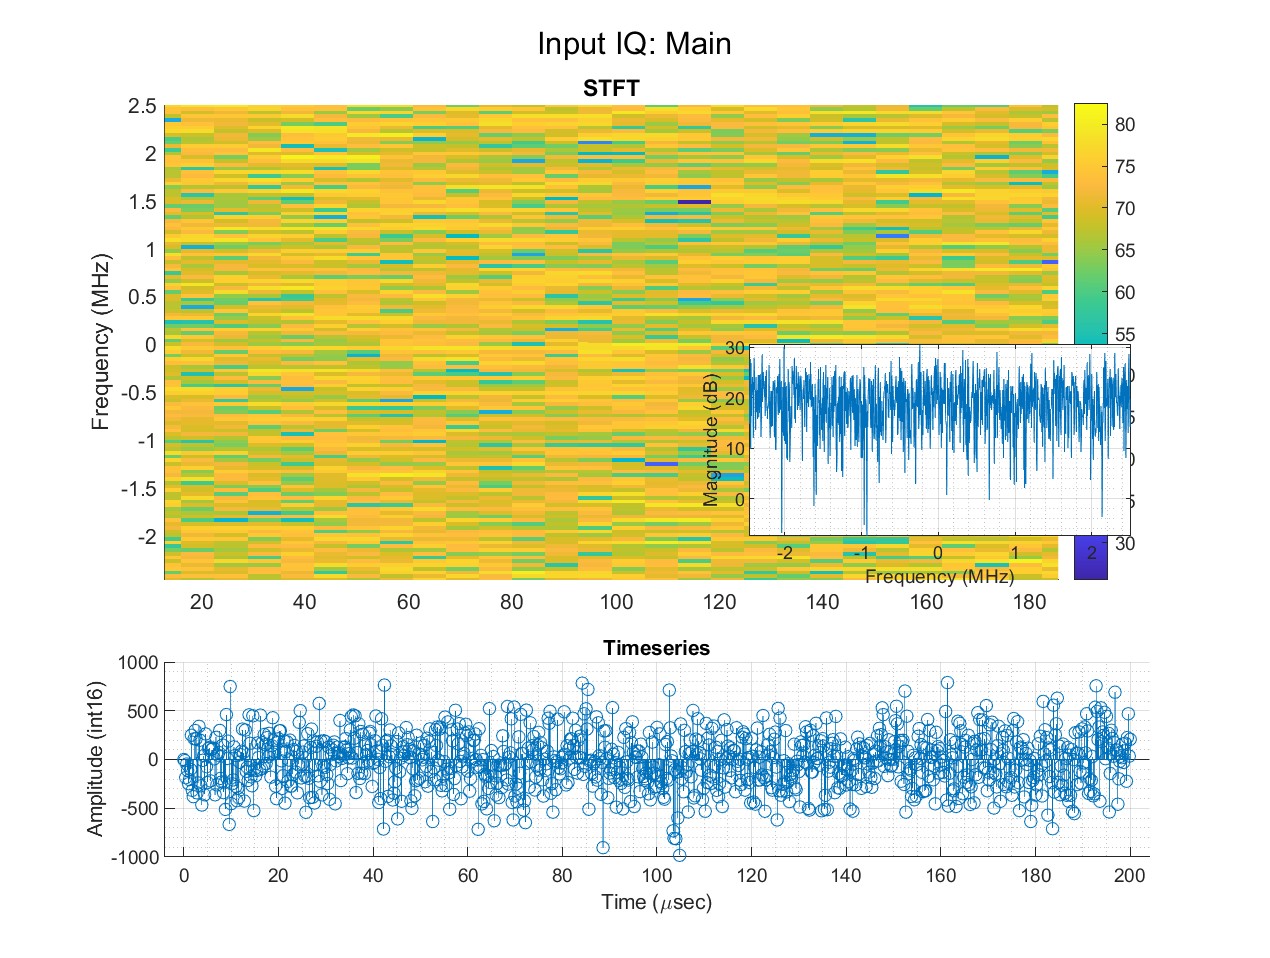 Input IQ: Main
STFT
2.5
2
1.5
1
0.5
0
-0.5
-1
-1.5
-2
Frequency (MHz)
20 40 60 80 100 120 140 160 180
80
75
70
65
60
55
30
30
20
10
0
Magnitude (dB)
-2 -1 0 1 2
Frequency (MHz)
Timeseries
1000
500
0
-500
-1000
Amplitude (int16)
0 20 40 60 80 100 120 140 160 180 200
Time (μsec)